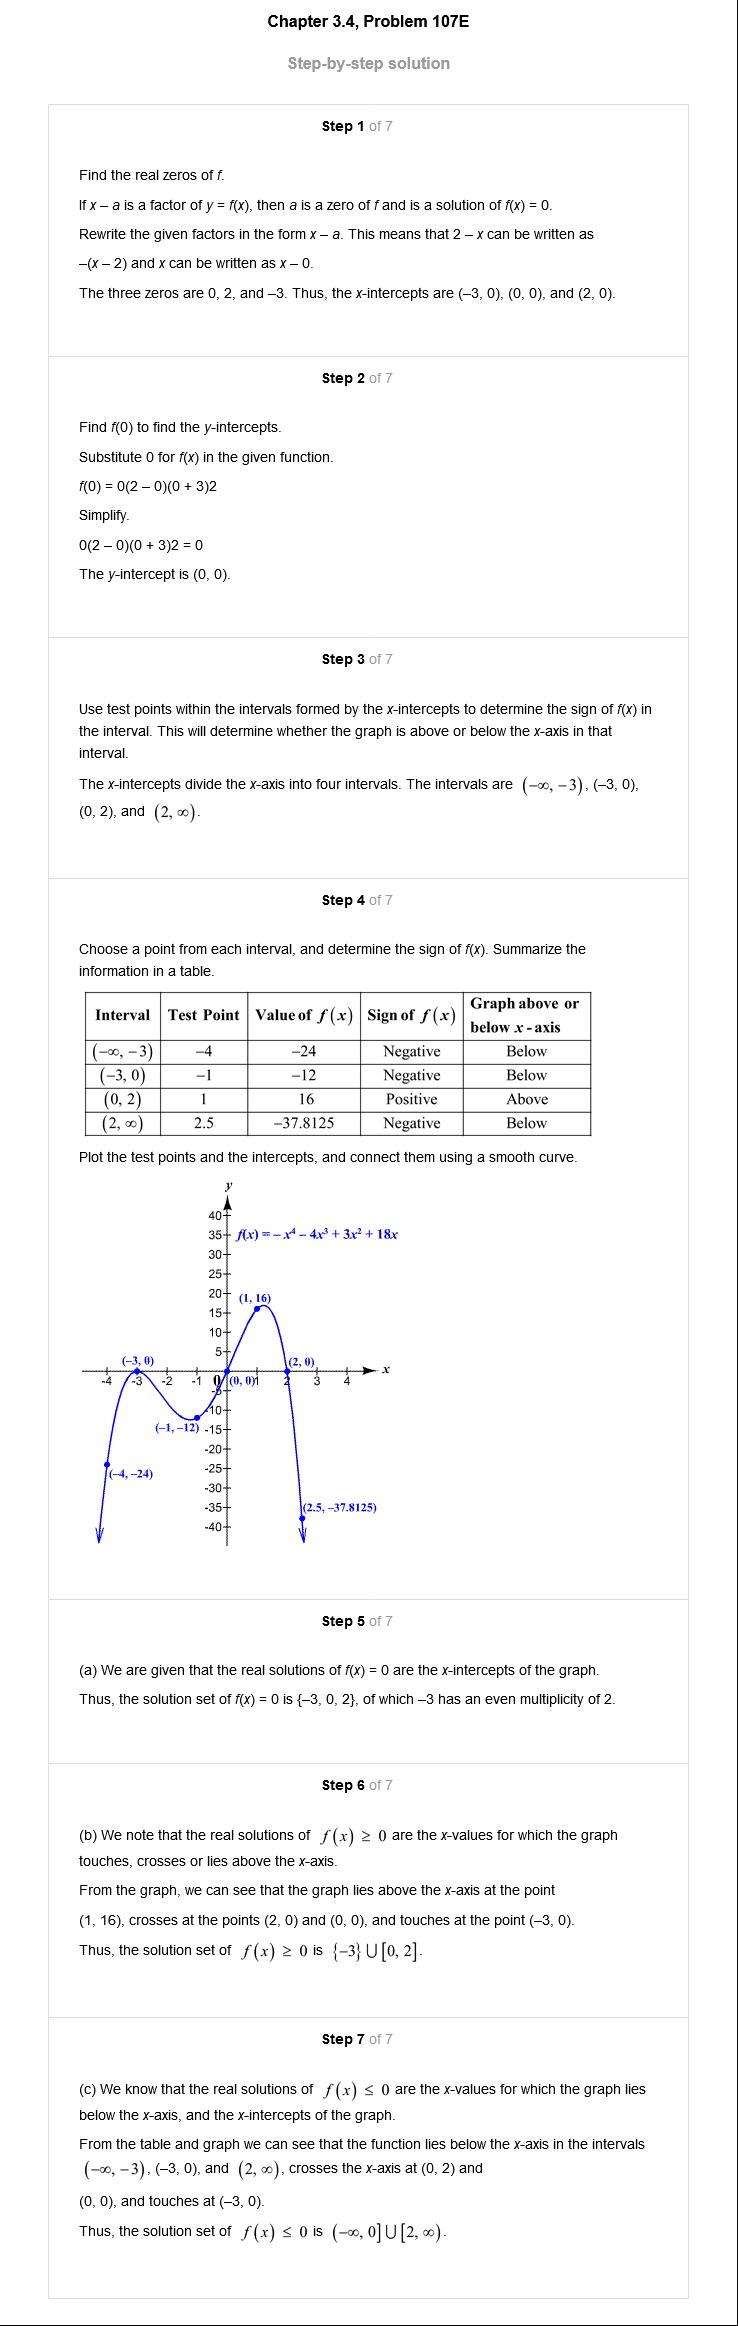 Chapter 3.4, Problem 107E
Step-by-step solution
Step 1 of 7
Find the real zeros of f.
If x – a is a factor of y = f(x), then a is a zero of f and is a solution of f(x) = 0.
Rewrite the given factors in the form x – a. This means that 2 – x can be written as
–(x – 2) and x can be written as x – 0.
The three zeros are 0, 2, and –3. Thus, the x-intercepts are (–3, 0), (0, 0), and (2, 0).
Step 2 of 7
Find f(0) to find the y-intercepts.
Substitute 0 for f(x) in the given function.
f(0) = 0(2 – 0)(0 + 3)2
Simplify.
0(2 – 0)(0 + 3)2 = 0
The y-intercept is (0, 0).
Step 3 of 7
Use test points within the intervals formed by the x-intercepts to determine the sign of f(x) in
the interval. This will determine whether the graph is above or below the x-axis in that
interval.
The x-intercepts divide the x-axis into four intervals. The intervals are (−∞, −3), (–3, 0),
(0, 2), and (2, ∞).
Step 4 of 7
Choose a point from each interval, and determine the sign of f(x). Summarize the
information in a table.
Interval Test Point Value of f(x) Sign of f(x) Graph above or below x-axis
(−∞, −3) −4 −24 Negative Below
(−3, 0) −1 −12 Negative Below
(0, 2) 1 16 Positive Above
(2, ∞) 2.5 −37.8125 Negative Below
Plot the test points and the intercepts, and connect them using a smooth curve.
y
40
35 f(x) = – x⁴ – 4x³ + 3x² + 18x
30
25
20 (1, 16)
15
10
5
(–3, 0) (2, 0) x
-4 -3 -2 -1 0 (0, 0) 1 2 3 4
-5
-10
(–1, –12) -15
-20
(–4, –24) -25
-30
-35 (2.5, –37.8125)
-40
Step 5 of 7
(a) We are given that the real solutions of f(x) = 0 are the x-intercepts of the graph.
Thus, the solution set of f(x) = 0 is {–3, 0, 2}, of which –3 has an even multiplicity of 2.
Step 6 of 7
(b) We note that the real solutions of f(x) ≥ 0 are the x-values for which the graph
touches, crosses or lies above the x-axis.
From the graph, we can see that the graph lies above the x-axis at the point
(1, 16), crosses at the points (2, 0) and (0, 0), and touches at the point (–3, 0).
Thus, the solution set of f(x) ≥ 0 is {−3} ∪ [0, 2].
Step 7 of 7
(c) We know that the real solutions of f(x) ≤ 0 are the x-values for which the graph lies
below the x-axis, and the x-intercepts of the graph.
From the table and graph we can see that the function lies below the x-axis in the intervals
(−∞, −3), (–3, 0), and (2, ∞), crosses the x-axis at (0, 2) and
(0, 0), and touches at (–3, 0).
Thus, the solution set of f(x) ≤ 0 is (−∞, 0] ∪ [2, ∞).